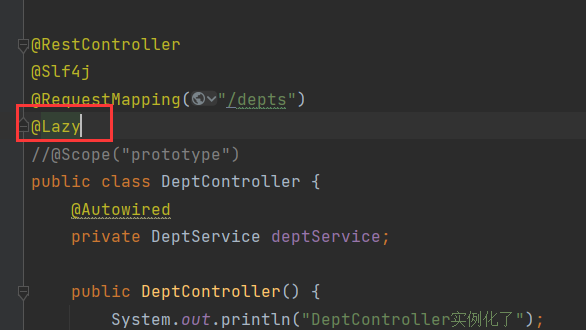 @RestController
@Slf4j
@RequestMapping("/depts")
@Lazy
//@Scope("prototype")
public class DeptController {
@Autowired
private DeptService deptService;
public DeptController() {
System.out.println("DeptController实例化了");